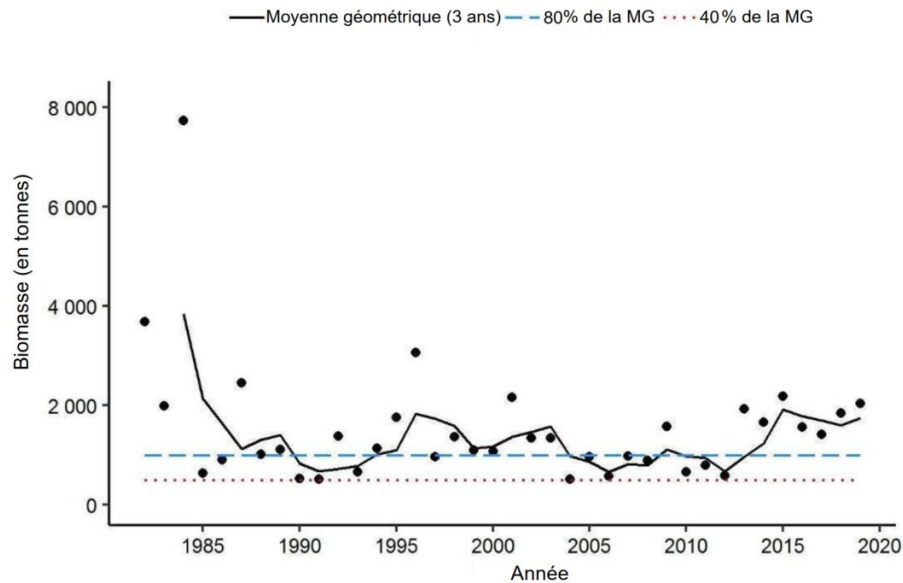 Moyenne géométrique (3 ans) 80% de la MG 40% de la MG
8 000
6 000
4 000
2 000
0
Biomasse (en tonnes)
1985 1990 1995 2000 2005 2010 2015 2020
Année